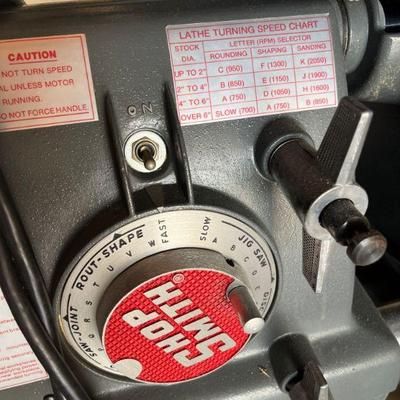 CAUTION
NOT TURN SPEED
AL UNLESS MOTOR
RUNNING.
DO NOT FORCE HANDLE.
ON
LATHE TURNING SPEED CHART
STOCK DIA. LETTER (RPM) SELECTOR
ROUNDING SHAPING SANDING
UP TO 2" C (950) F (1300) K (2050)
2" TO 4" B (850) E (1150) J (1900)
4" TO 6" A (750) D (1050) H (1600)
OVER 6" SLOW (700) A (750) B (850)
SAW-JOINT ROUT-SHAPE
FAST SLOW
JIG SAW
R S T U V W
A B C D E
SHOP
SMITH
®